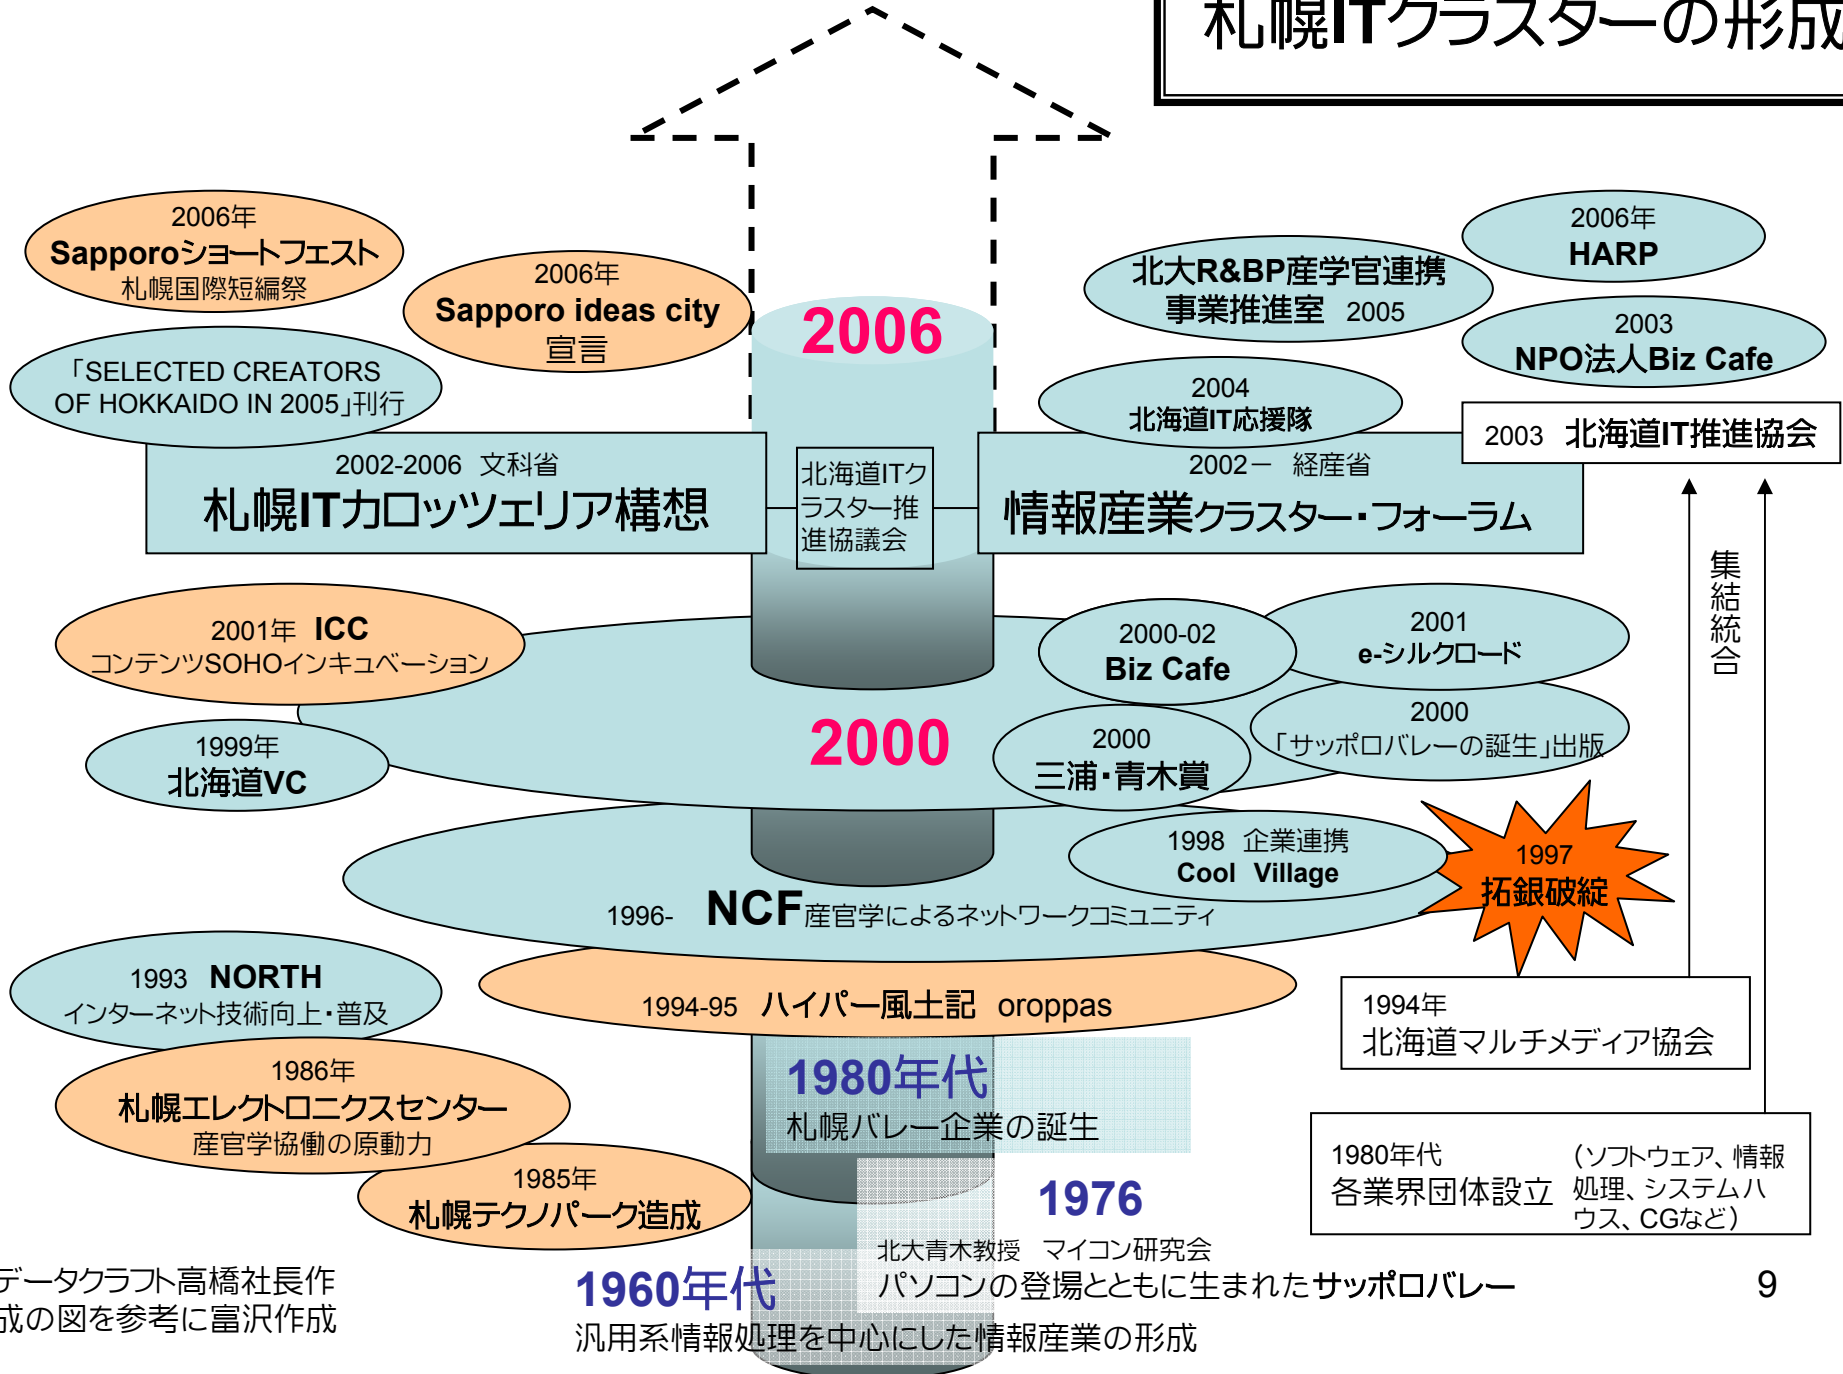 札幌ITクラスターの形成
2006年
Sapporoショートフェスト
札幌国際短編祭
2006年
Sapporo ideas city
宣言
「SELECTED CREATORS
OF HOKKAIDO IN 2005」刊行
2006
北大R&BP産学官連携
事業推進室 2005
2006年
HARP
2003
NPO法人Biz Cafe
2004
北海道IT応援隊
2003 北海道IT推進協会
2002-2006 文科省
札幌ITカロッツェリア構想
北海道ITク
ラスター推
進協議会
2002－ 経産省
情報産業クラスター・フォーラム
集結統合
2001年 ICC
コンテンツSOHOインキュベーション
1999年
北海道VC
2000
2000-02
Biz Cafe
2001
e-シルクロード
2000
三浦・青木賞
2000
「サッポロバレーの誕生」出版
1998 企業連携
Cool Village
1997
拓銀破綻
1996- NCF産官学によるネットワークコミュニティ
1993 NORTH
インターネット技術向上・普及
1994-95 ハイパー風土記 oroppas
1994年
北海道マルチメディア協会
1986年
札幌エレクトロニクスセンター
産官学協働の原動力
1980年代
札幌バレー企業の誕生
1985年
札幌テクノパーク造成
1980年代
各業界団体設立
（ソフトウェア、情報
処理、システムハ
ウス、CGなど）
1976
北大青木教授 マイコン研究会
パソコンの登場とともに生まれたサッポロバレー
1960年代
汎用系情報処理を中心にした情報産業の形成
データクラフト高橋社長作
成の図を参考に富沢作成
9